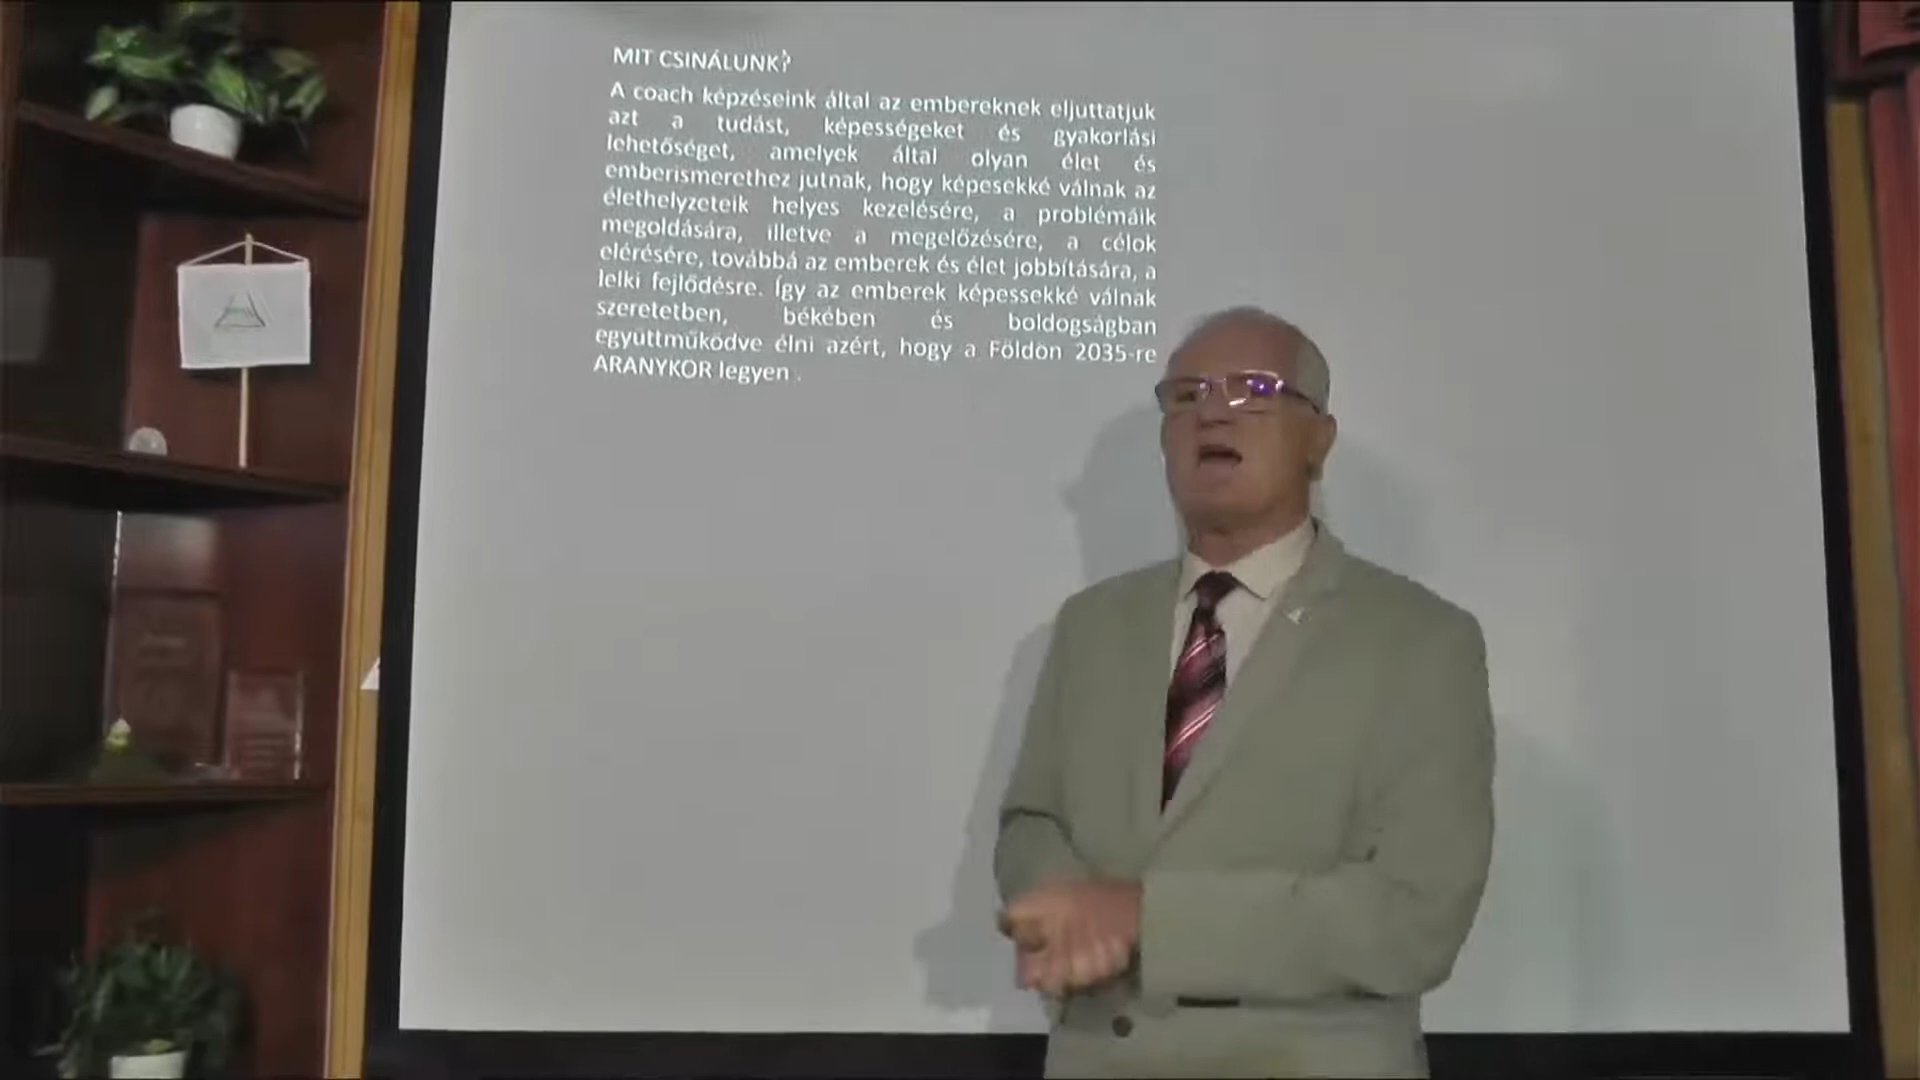 MIT CSINÁLUNK?
A coach képzéseink által az embereknek eljuttatjuk
azt a tudást, képességeket és gyakorlási
lehetőséget, amelyek által olyan élet és
emberismerethez jutnak, hogy képesekké válnak az
élethelyzeteik helyes kezelésére, a problémáik
megoldására, illetve a megelőzésére, a célok
elérésére, továbbá az emberek és élet jobbítására, a
lelki fejlődésre. Így az emberek képessekké válnak
szeretetben, békében és boldogságban
együttműködve élni azért, hogy a Földön 2035-re
ARANYKOR legyen .